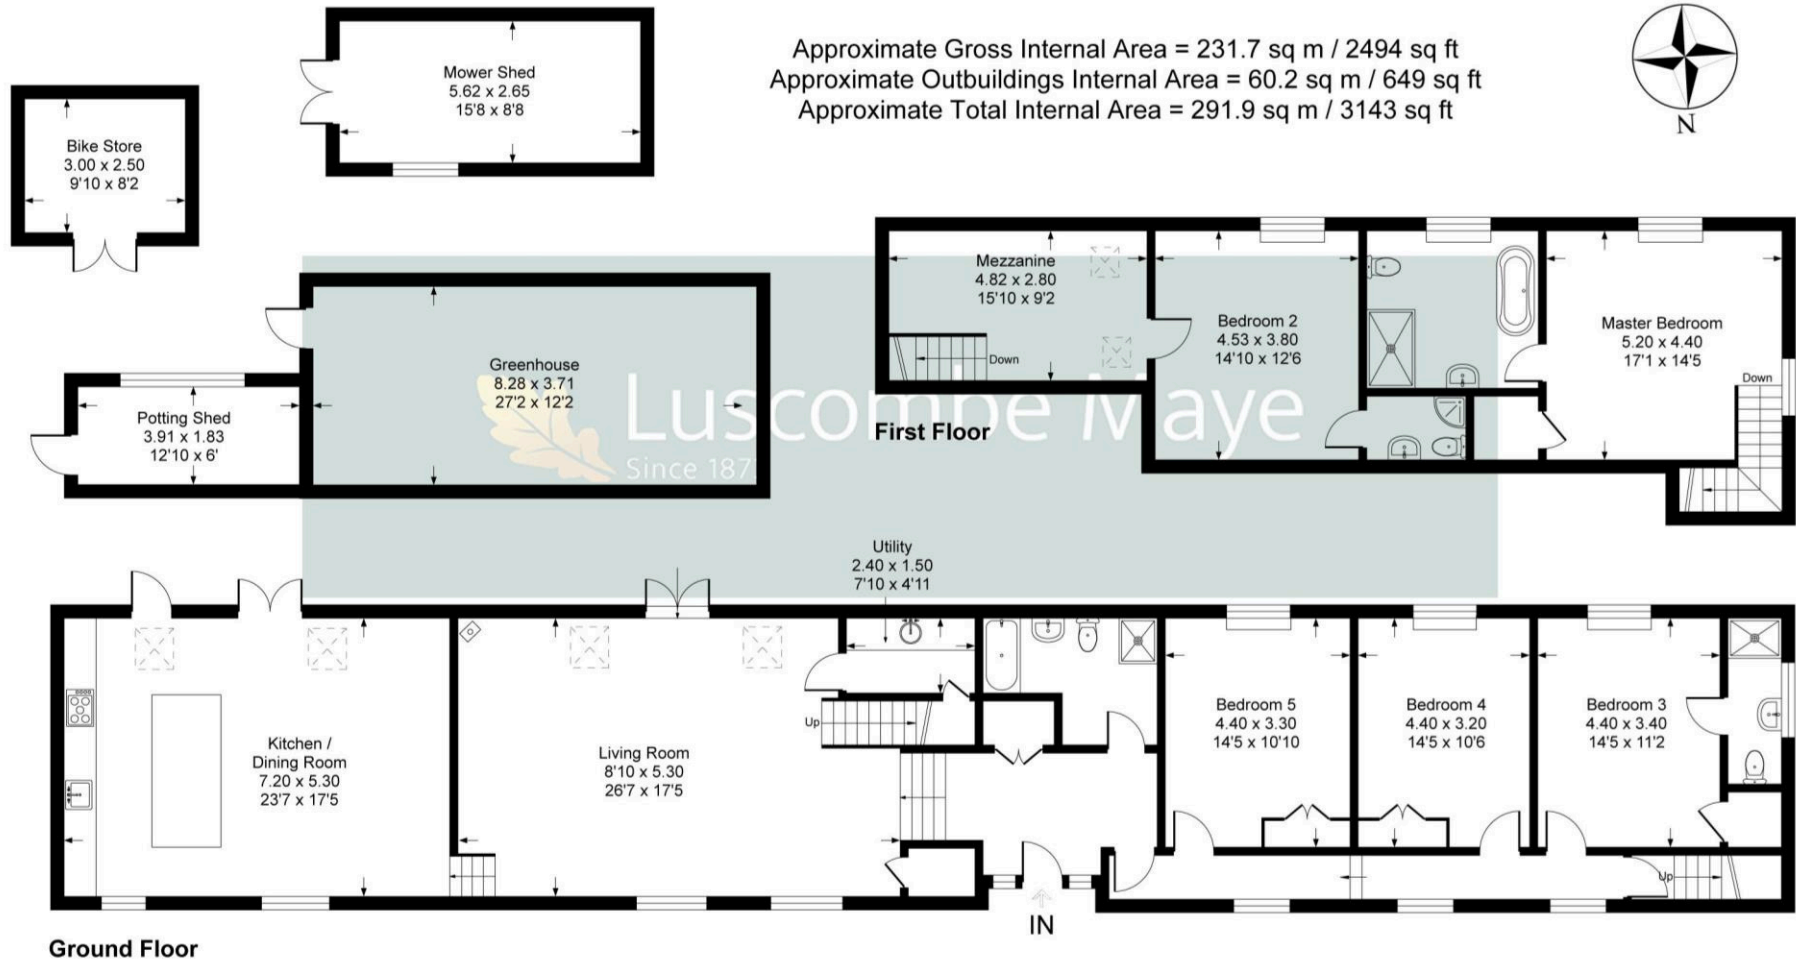 Approximate Gross Internal Area = 231.7 sq m / 2494 sq ft
Approximate Outbuildings Internal Area = 60.2 sq m / 649 sq ft
Approximate Total Internal Area = 291.9 sq m / 3143 sq ft
N
Mower Shed
5.62 x 2.65
15'8 x 8'8
Bike Store
3.00 x 2.50
9'10 x 8'2
Mezzanine
4.82 x 2.80
15'10 x 9'2
Down
Bedroom 2
4.53 x 3.80
14'10 x 12'6
Master Bedroom
5.20 x 4.40
17'1 x 14'5
Down
Greenhouse
8.28 x 3.71
27'2 x 12'2
Potting Shed
3.91 x 1.83
12'10 x 6'
Luscombe Maye
Since 187
First Floor
Utility
2.40 x 1.50
7'10 x 4'11
Kitchen /
Dining Room
7.20 x 5.30
23'7 x 17'5
Living Room
8'10 x 5.30
26'7 x 17'5
Up
Bedroom 5
4.40 x 3.30
14'5 x 10'10
Bedroom 4
4.40 x 3.20
14'5 x 10'6
Bedroom 3
4.40 x 3.40
14'5 x 11'2
Up
IN
Ground Floor